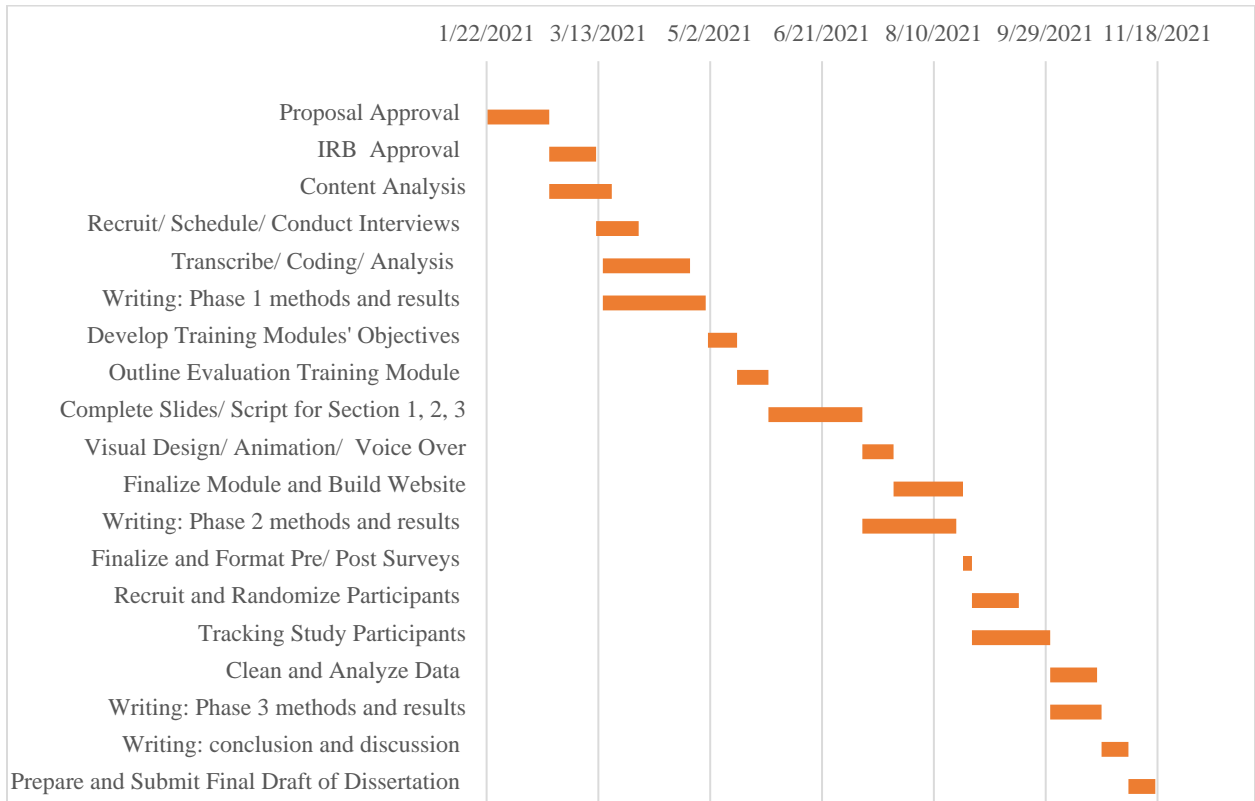 1/22/2021 3/13/2021 5/2/2021 6/21/2021 8/10/2021 9/29/2021 11/18/2021
Proposal Approval
IRB Approval
Content Analysis
Recruit/ Schedule/ Conduct Interviews
Transcribe/ Coding/ Analysis
Writing: Phase 1 methods and results
Develop Training Modules' Objectives
Outline Evaluation Training Module
Complete Slides/ Script for Section 1, 2, 3
Visual Design/ Animation/ Voice Over
Finalize Module and Build Website
Writing: Phase 2 methods and results
Finalize and Format Pre/ Post Surveys
Recruit and Randomize Participants
Tracking Study Participants
Clean and Analyze Data
Writing: Phase 3 methods and results
Writing: conclusion and discussion
Prepare and Submit Final Draft of Dissertation